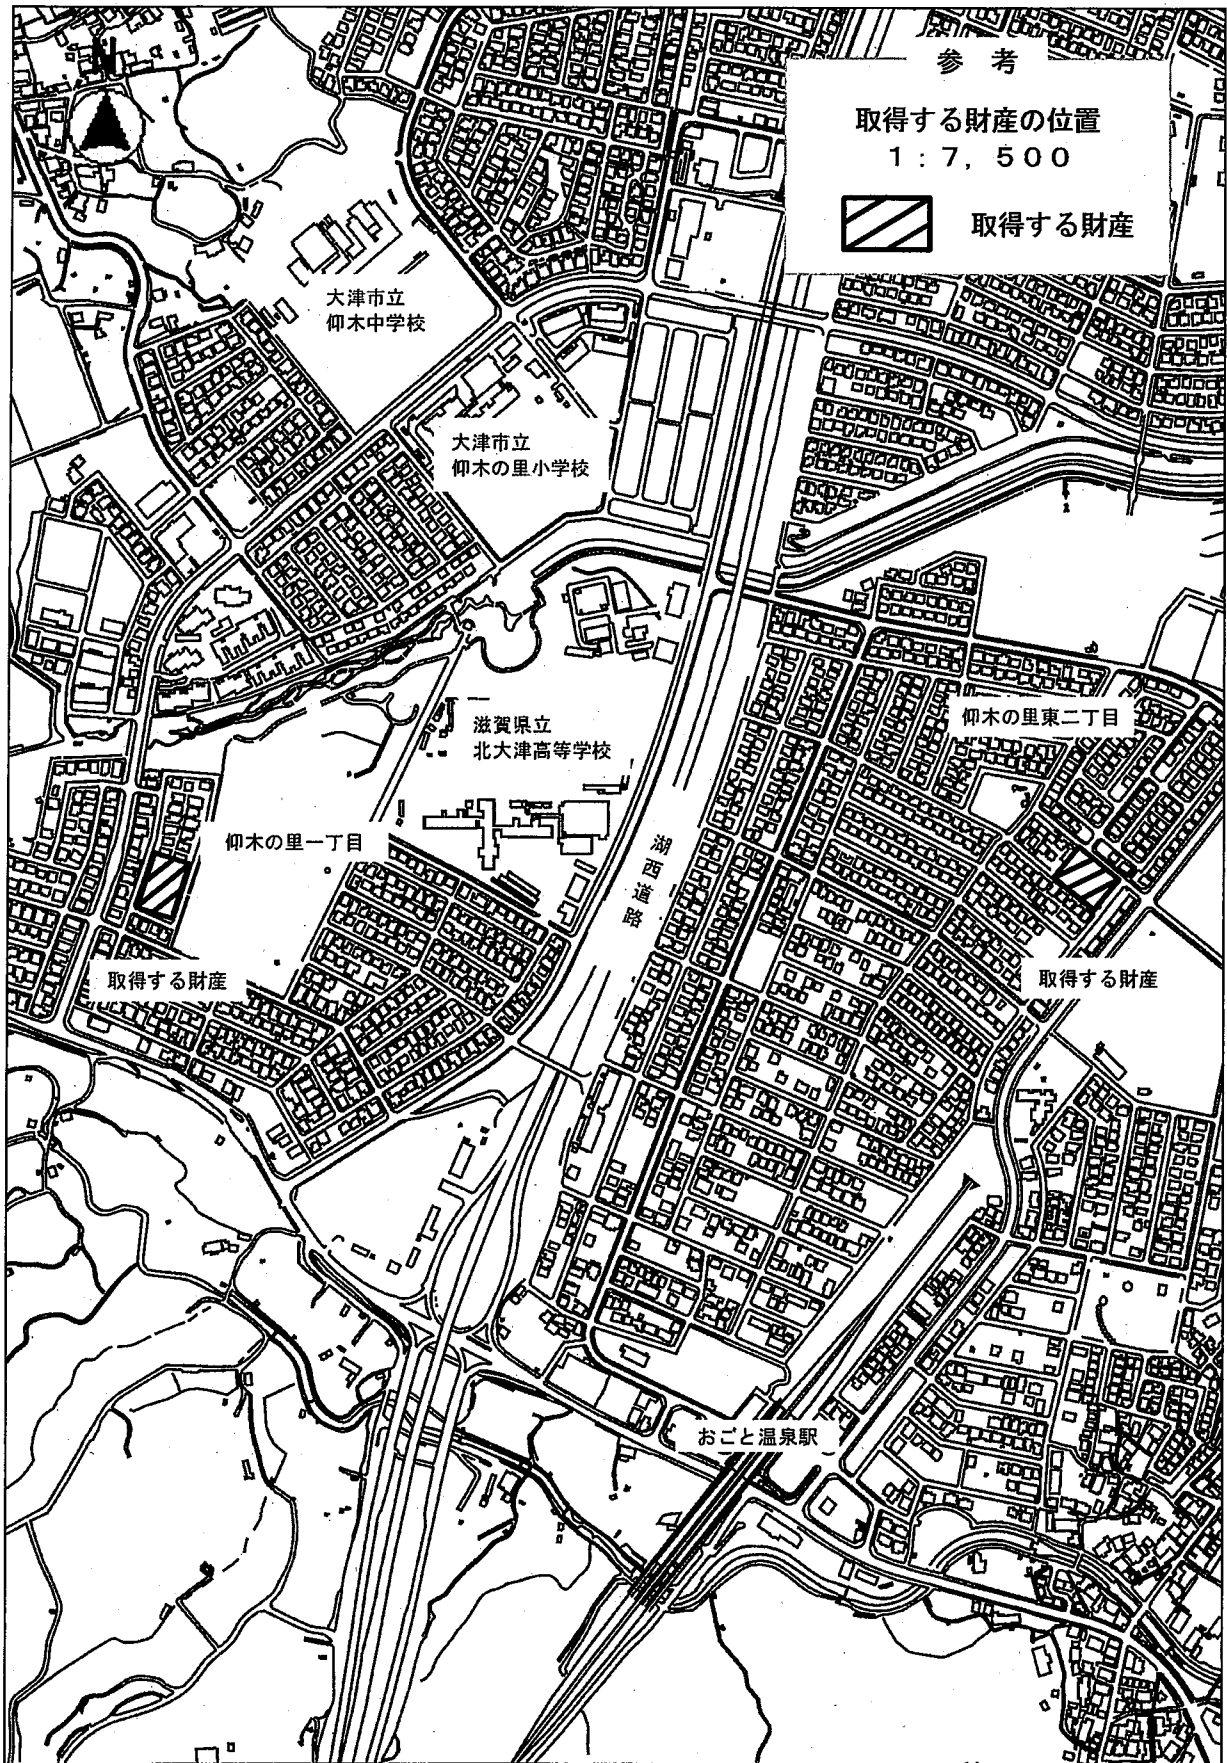 参 考
取得する財産の位置
1:7,500
取得する財産
大津市立
仰木中学校
大津市立
仰木の里小学校
滋賀県立
北大津高等学校
仰木の里東二丁目
仰木の里一丁目
湖西道路
取得する財産
取得する財産
おごと温泉駅